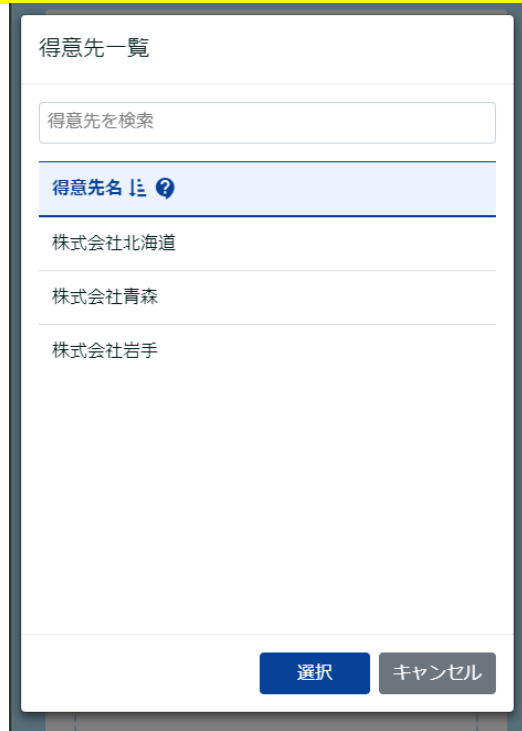 得意先一覧
得意先を検索
得意先名
株式会社北海道
株式会社青森
株式会社岩手
選択 キャンセル